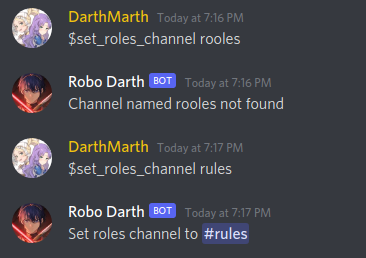 DarthMarth Today at 7:16 PM
$set_roles_channel rooles
Robo Darth BOT Today at 7:16 PM
Channel named rooles not found
DarthMarth Today at 7:17 PM
$set_roles_channel rules
Robo Darth BOT Today at 7:17 PM
Set roles channel to #rules